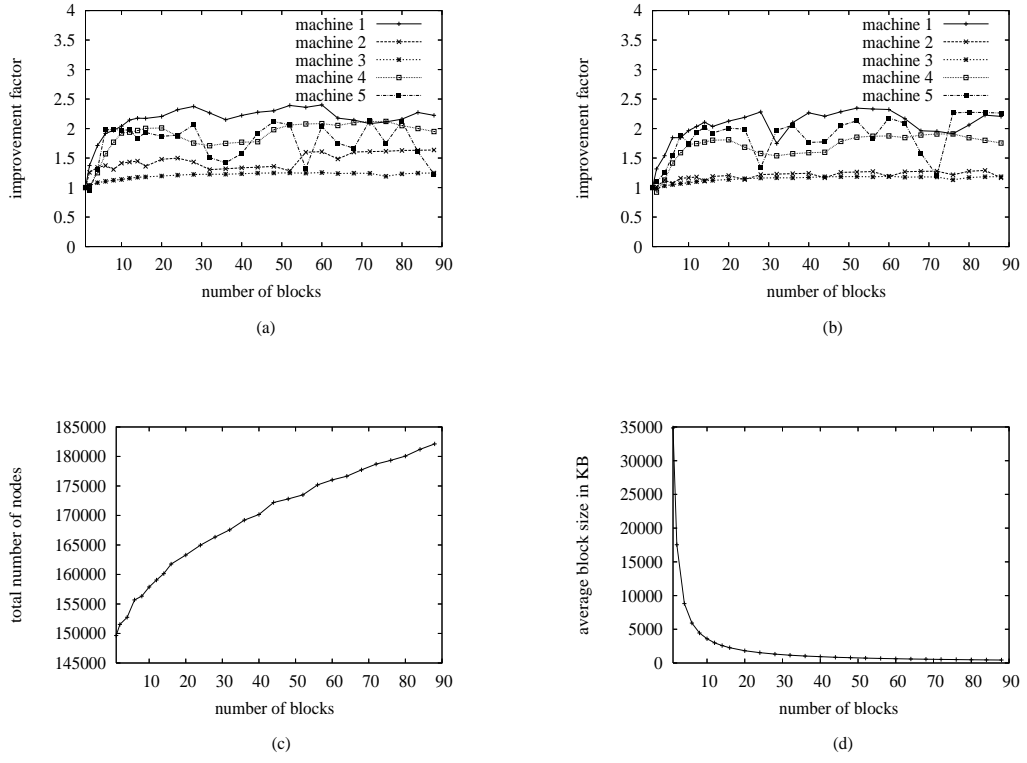 4
3.5
3
2.5
2
1.5
1
0.5
0
improvement factor
machine 1
machine 2
machine 3
machine 4
machine 5
10 20 30 40 50 60 70 80 90
number of blocks
(a)
4
3.5
3
2.5
2
1.5
1
0.5
0
improvement factor
machine 1
machine 2
machine 3
machine 4
machine 5
10 20 30 40 50 60 70 80 90
number of blocks
(b)
185000
180000
175000
170000
165000
160000
155000
150000
145000
total number of nodes
10 20 30 40 50 60 70 80 90
number of blocks
(c)
35000
30000
25000
20000
15000
10000
5000
0
average block size in KB
10 20 30 40 50 60 70 80 90
number of blocks
(d)